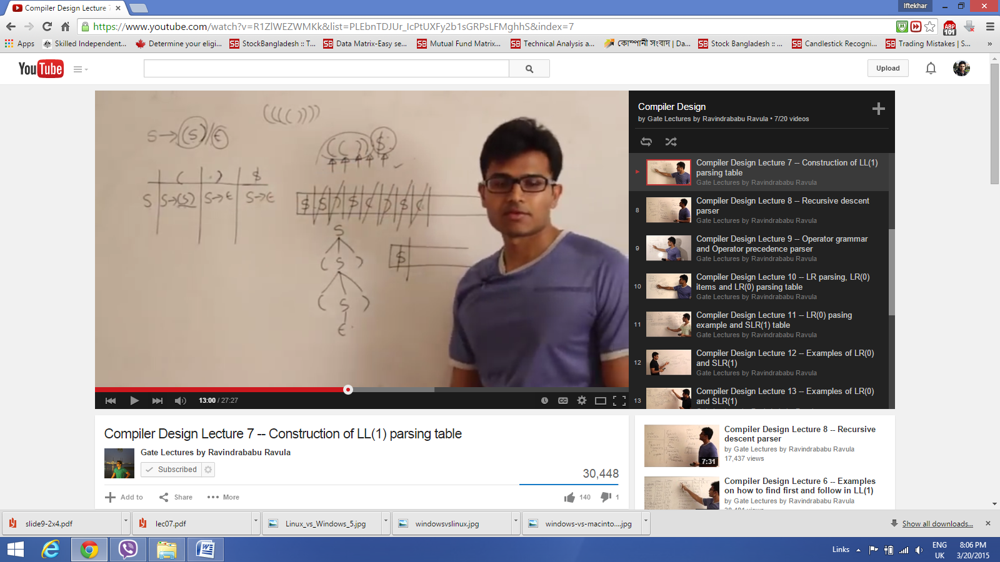 Compiler Design Lecture 7
Iftekhar
https://www.youtube.com/watch?v=R1ZlWEZWMKk&list=PLEbnTDJUr_IcPtUXFy2b1sGRPsLFMghhS&index=7
ABP
101
Apps
Skilled Independent...
Determine your eligi...
StockBangladesh :: T...
Data Matrix-Easy se...
Mutual Fund Matrix...
Technical Analysis a...
কোম্পানী সংবাদ | Da...
Stock Bangladesh :: ...
Candlestick Recogni...
Trading Mistakes | S...
»
YouTube
Upload
(((())))
S→(S)/ε
(())$
( ) $
S S→(S) S→ε S→ε
$ S ) $ ( ) $ (
S
( S )
( S )
ε
$
13:00 / 27:27
CC
Compiler Design
by Gate Lectures by Ravindrababu Ravula • 7/20 videos
Compiler Design Lecture 7 -- Construction of LL(1)
parsing table
Gate Lectures by Ravindrababu Ravula
8
Compiler Design Lecture 8 -- Recursive descent
parser
Gate Lectures by Ravindrababu Ravula
9
Compiler Design Lecture 9 -- Operator grammar
and Operator precedence parser
Gate Lectures by Ravindrababu Ravula
10
Compiler Design Lecture 10 -- LR parsing, LR(0)
items and LR(0) parsing table
Gate Lectures by Ravindrababu Ravula
11
Compiler Design Lecture 11 -- LR(0) pasing
example and SLR(1) table
Gate Lectures by Ravindrababu Ravula
12
Compiler Design Lecture 12 -- Examples of LR(0)
and SLR(1)
Gate Lectures by Ravindrababu Ravula
13
Compiler Design Lecture 13 -- Examples of LR(0)
and SLR(1)
Compiler Design Lecture 7 -- Construction of LL(1) parsing table
Gate Lectures by Ravindrababu Ravula
Subscribed
30,448
Add to
Share
More
140
1
7:31
Compiler Design Lecture 8 -- Recursive
descent parser
by Gate Lectures by Ravindrababu Ravula
17,437 views
Compiler Design Lecture 6 -- Examples
on how to find first and follow in LL(1)
by Gate Lectures by Ravindrababu Ravula
slide9-2x4.pdf
lec07.pdf
Linux_vs_Windows_5.jpg
windowsvslinux.jpg
windows-vs-macinto....jpg
Show all downloads...
Links
ENG
UK
8:06 PM
3/20/2015